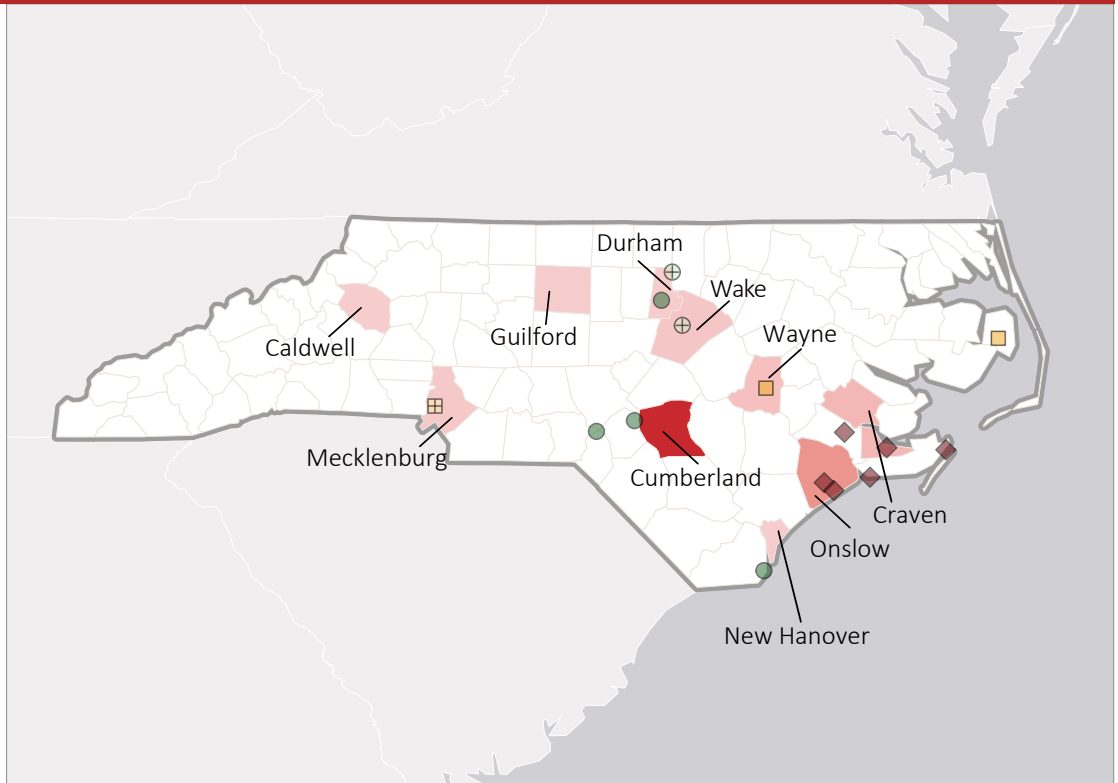 Durham
Wake
Wayne
Guilford
Caldwell
Mecklenburg
Cumberland
Craven
Onslow
New Hanover